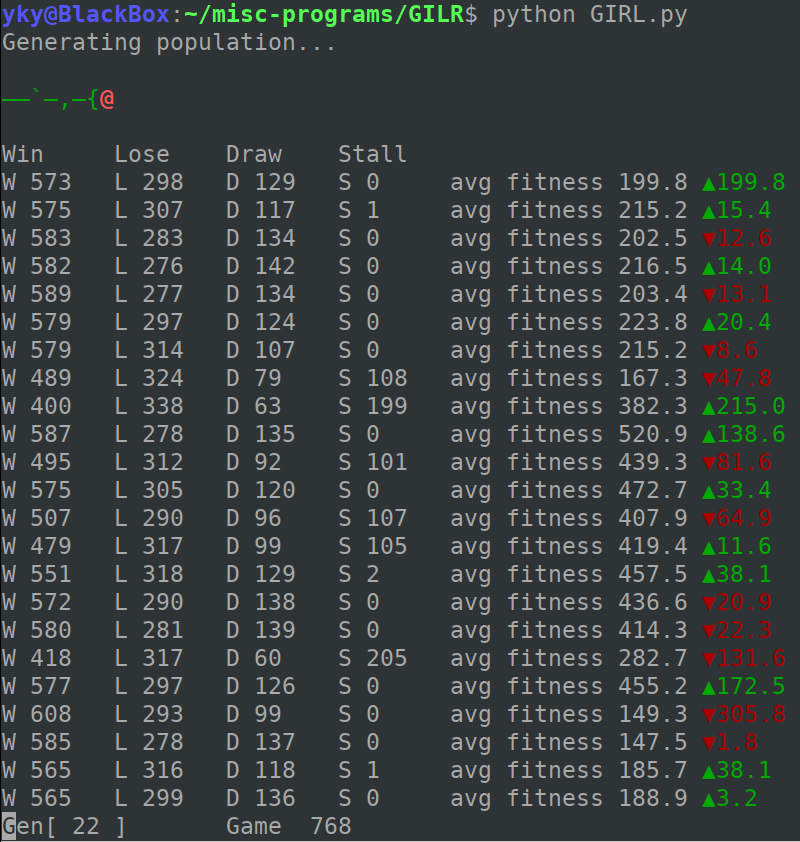 yky@BlackBox:~/misc-programs/GILR$ python GIRL.py
Generating population...
——`—,—{@
Win Lose Draw Stall
W 573 L 298 D 129 S 0 avg fitness 199.8 ▲199.8
W 575 L 307 D 117 S 1 avg fitness 215.2 ▲15.4
W 583 L 283 D 134 S 0 avg fitness 202.5 ▼12.6
W 582 L 276 D 142 S 0 avg fitness 216.5 ▲14.0
W 589 L 277 D 134 S 0 avg fitness 203.4 ▼13.1
W 579 L 297 D 124 S 0 avg fitness 223.8 ▲20.4
W 579 L 314 D 107 S 0 avg fitness 215.2 ▼8.6
W 489 L 324 D 79 S 108 avg fitness 167.3 ▼47.8
W 400 L 338 D 63 S 199 avg fitness 382.3 ▲215.0
W 587 L 278 D 135 S 0 avg fitness 520.9 ▲138.6
W 495 L 312 D 92 S 101 avg fitness 439.3 ▼81.6
W 575 L 305 D 120 S 0 avg fitness 472.7 ▲33.4
W 507 L 290 D 96 S 107 avg fitness 407.9 ▼64.9
W 479 L 317 D 99 S 105 avg fitness 419.4 ▲11.6
W 551 L 318 D 129 S 2 avg fitness 457.5 ▲38.1
W 572 L 290 D 138 S 0 avg fitness 436.6 ▼20.9
W 580 L 281 D 139 S 0 avg fitness 414.3 ▼22.3
W 418 L 317 D 60 S 205 avg fitness 282.7 ▼131.6
W 577 L 297 D 126 S 0 avg fitness 455.2 ▲172.5
W 608 L 293 D 99 S 0 avg fitness 149.3 ▼305.8
W 585 L 278 D 137 S 0 avg fitness 147.5 ▼1.8
W 565 L 316 D 118 S 1 avg fitness 185.7 ▲38.1
W 565 L 299 D 136 S 0 avg fitness 188.9 ▲3.2
Gen[ 22 ] Game 768